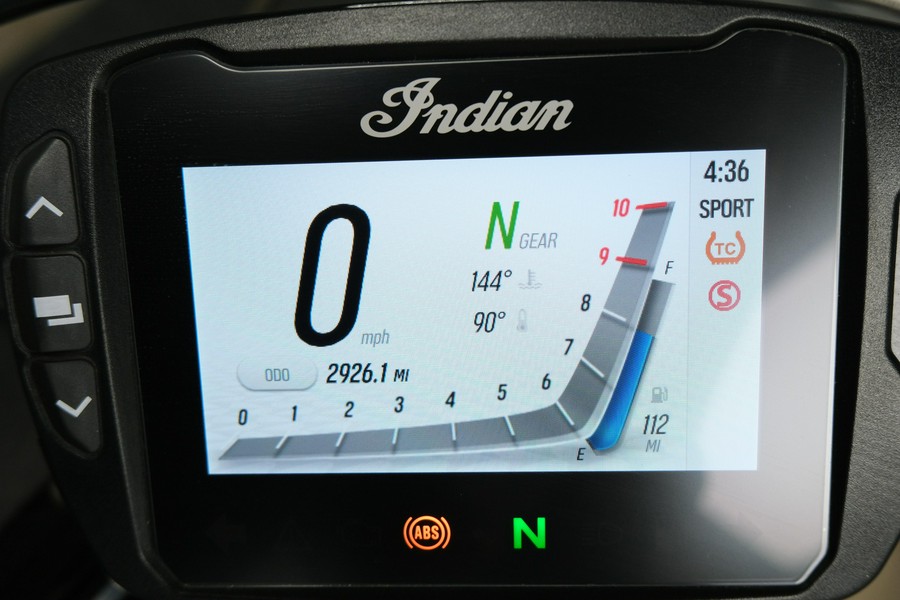 Indian
4:36
SPORT
TC
S
0 mph
N GEAR
144°
90°
ODO 2926.1 MI
0 1 2 3 4 5 6 7 8 9 10
F
E
112
MI
ABS N